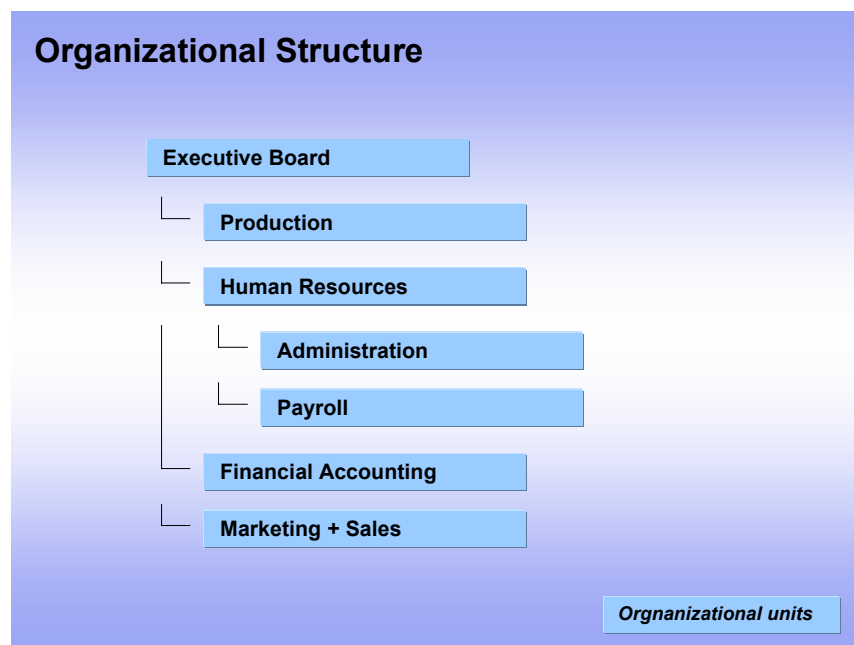 Organizational Structure
Executive Board
Production
Human Resources
Administration
Payroll
Financial Accounting
Marketing + Sales
Orgnanizational units